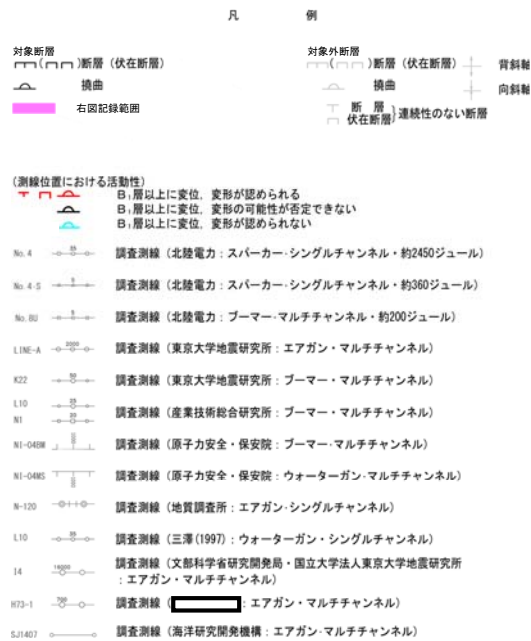 凡 例
対象断層
断層（伏在断層）
撓曲
右図記録範囲
対象外断層
断層（伏在断層）
撓曲
断 層
伏在断層}連続性のない断層
背斜軸
向斜軸
(測線位置における活動性)
B₁層以上に変位，変形が認められる
B₁層以上に変位，変形の可能性が否定できない
B₁層以上に変位，変形が認められない
No.4 35 調査測線（北陸電力：スパーカー・シングルチャンネル・約2450ジュール）
No.4-S 5 調査測線（北陸電力：スパーカー・シングルチャンネル・約360ジュール）
No.8U 5 調査測線（北陸電力：ブーマー・マルチチャンネル・約200ジュール）
LINE-A 2000 調査測線（東京大学地震研究所：エアガン・マルチチャンネル）
K22 50 調査測線（東京大学地震研究所：ブーマー・マルチチャンネル）
L10 25
N1 20 調査測線（産業技術総合研究所：ブーマー・マルチチャンネル）
NI-04BM 調査測線（原子力安全・保安院：ブーマー・マルチチャンネル）
NI-04MS 調査測線（原子力安全・保安院：ウォーターガン・マルチチャンネル）
N-120 調査測線（地質調査所：エアガン・シングルチャンネル）
L10 35 調査測線（三澤(1997)：ウォーターガン・シングルチャンネル）
I4 16000 調査測線（文部科学省研究開発局・国立大学法人東京大学地震研究所
：エアガン・マルチチャンネル）
H73-1 700 調査測線（ ：エアガン・マルチチャンネル）
SJ1407 調査測線（海洋研究開発機構：エアガン・マルチチャンネル）